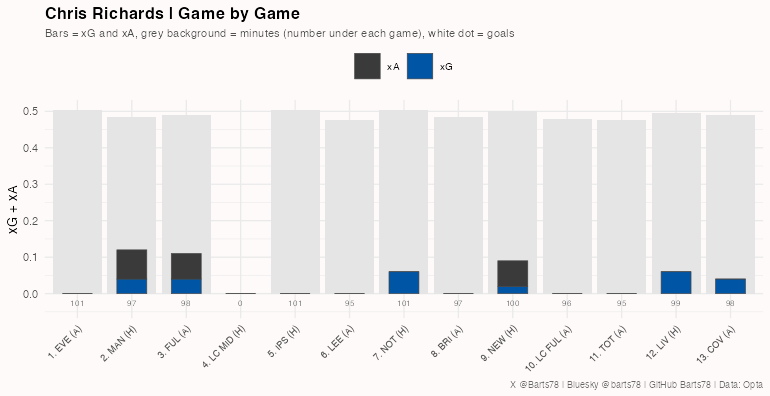 Chris Richards | Game by Game
Bars = xG and xA, grey background = minutes (number under each game), white dot = goals
xA xG
xG + xA
0.5
0.4
0.3
0.2
0.1
0.0
101 97 98 0 101 95 101 97 100 96 95 99 98
1. EVE (A)
2. MAN (H)
3. FUL (A)
4. LC MID (H)
5. IPS (H)
6. LEE (A)
7. NOT (H)
8. BRI (A)
9. NEW (H)
10. LC FUL (A)
11. TOT (A)
12. LIV (H)
13. COV (A)
X @Barts78 | Bluesky @barts78 | GitHub Barts78 | Data: Opta